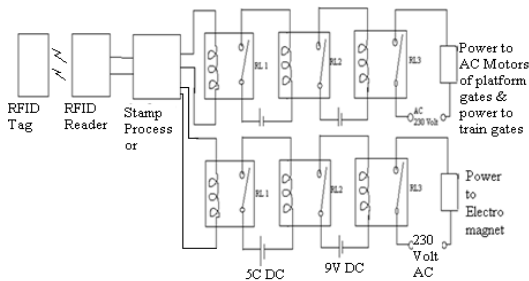 RFID
Tag
RFID
Reader
Stamp
Process
or
RL1
RL2
RL3
AC
230 Volt
Power to
AC Motors
of platform
gates &
power to
train gates
RL1
RL2
RL3
5C DC
9V DC
230
Volt
AC
Power
to
Electro
magnet